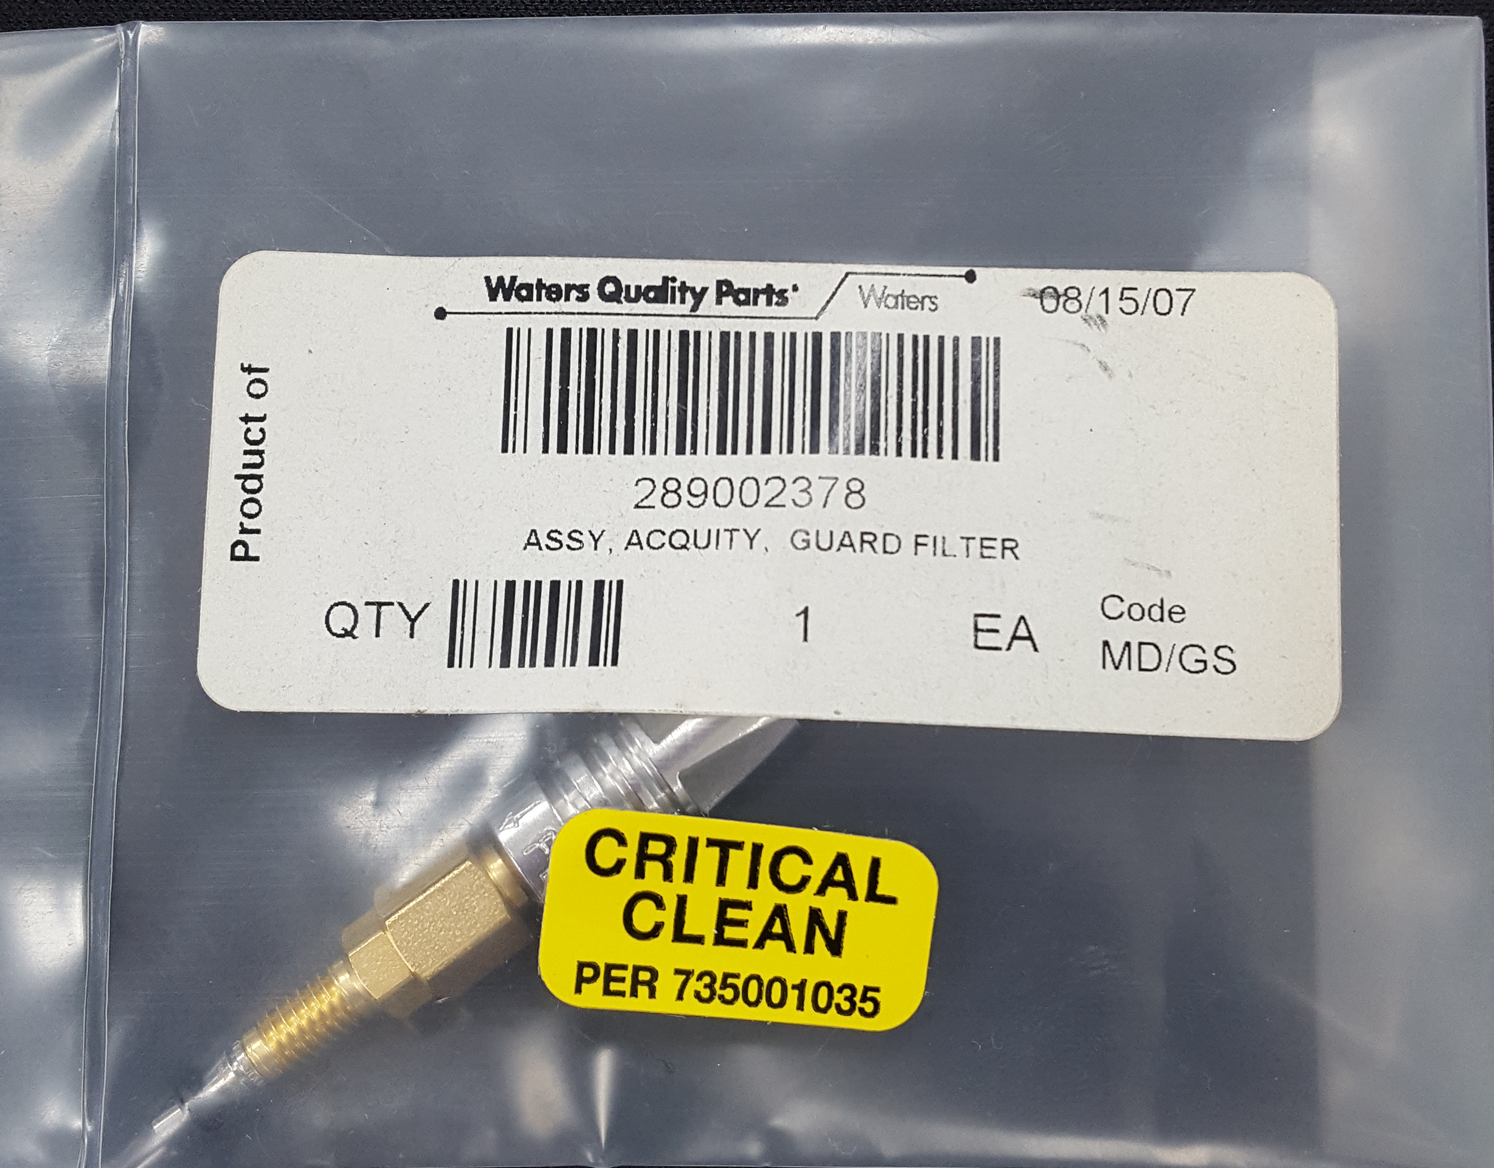 Waters Quality Parts
Waters
08/15/07
Product of
289002378
ASSY, ACQUITY, GUARD FILTER
QTY
1
EA
Code
MD/GS
CRITICAL
CLEAN
PER 735001035